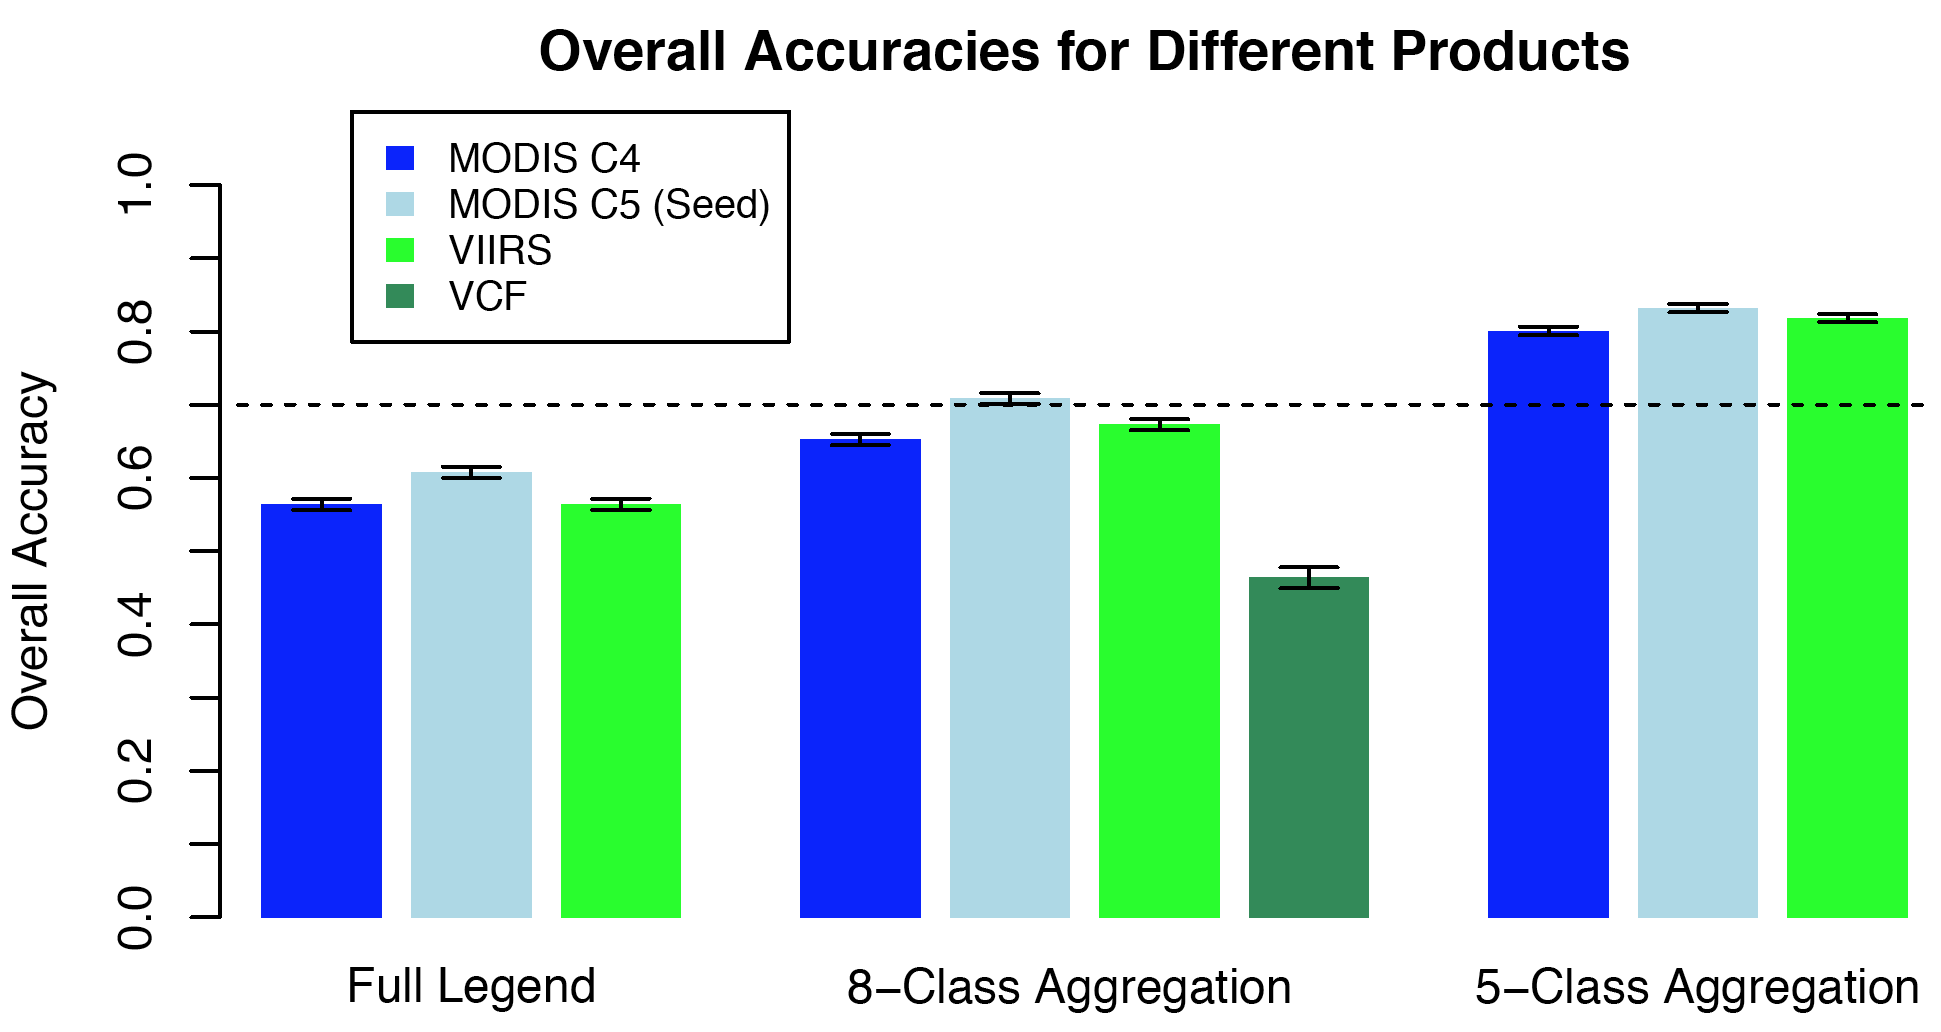 Overall Accuracies for Different Products
MODIS C4
MODIS C5 (Seed)
VIIRS
VCF
Overall Accuracy
1.0
0.8
0.6
0.4
0.2
0.0
Full Legend
8−Class Aggregation
5−Class Aggregation